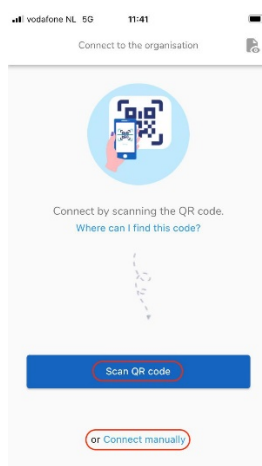 vodafone NL 5G 11:41
Connect to the organisation
Connect by scanning the QR code.
Where can I find this code?
Scan QR code
or Connect manually